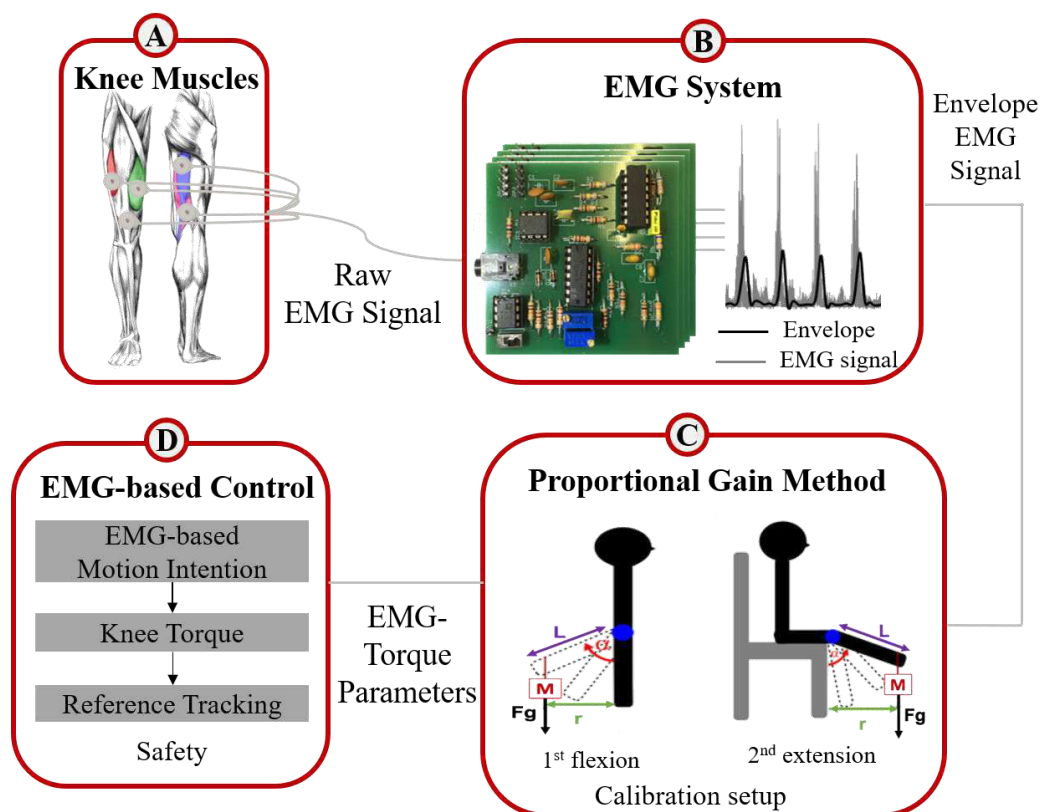 A
Knee Muscles
Raw
EMG Signal
B
EMG System
Envelope
EMG signal
Envelope
EMG
Signal
D
EMG-based Control
EMG-based
Motion Intention
Knee Torque
Reference Tracking
Safety
EMG-
Torque
Parameters
C
Proportional Gain Method
L
α
M
Fg
r
1st flexion
L
α
M
Fg
r
2nd extension
Calibration setup